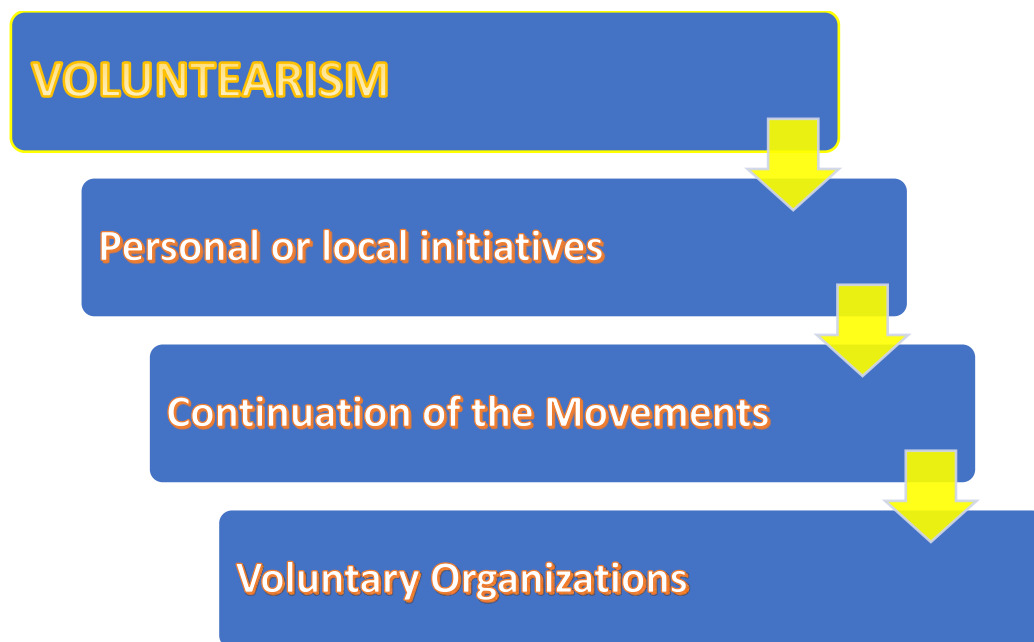 VOLUNTEARISM
Personal or local initiatives
Continuation of the Movements
Voluntary Organizations